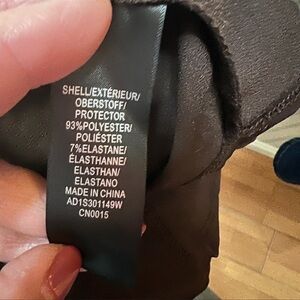 SHELL/EXTÉRIEUR/
OBERSTOFF/
PROTECTOR
93%POLYESTER/
POLIÉSTER
7%ELASTANE/
ÉLASTHANNE/
ELASTHAN/
ELASTANO
MADE IN CHINA
AD1S301149W
CN0015